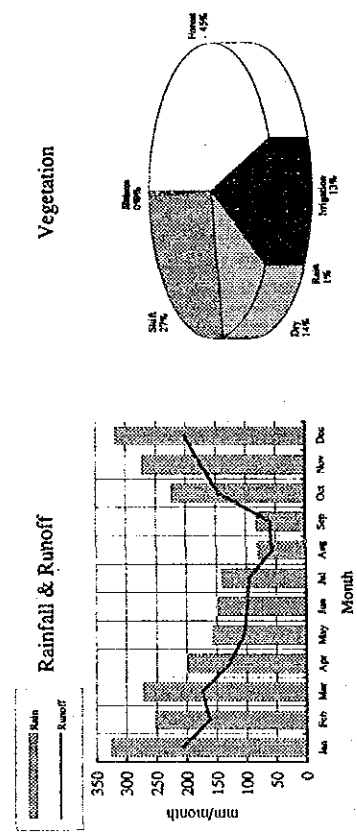 Rain
Runoff
Rainfall & Runoff
350
300
250
200
150
100
50
0
mm/month
Jan Feb Mar Apr May Jun Jul Aug Sep Oct Nov Dec
Month
Vegetation
0%
Forest
45%
Shift
27%
Dry
14%
Rain
1%
Irrigation
13%